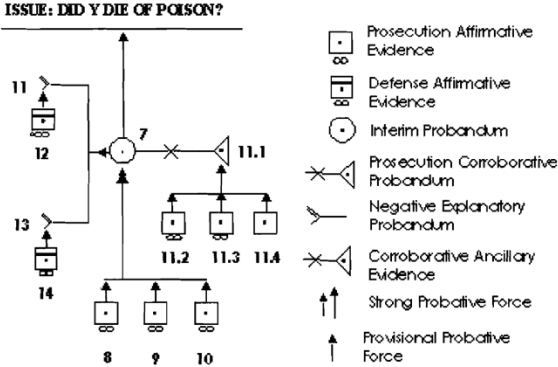 ISSUE: DID Y DIE OF POISON?
11
12
7
11.1
13
14
11.2 11.3 11.4
8 9 10
Prosecution Affirmative
Evidence
Defense Affirmative
Evidence
Interim Probandum
Prosecution Corroborative
Probandum
Negative Explanatory
Probandum
Corroborative Ancillary
Evidence
Strong Probative Force
Provisional Probative
Force